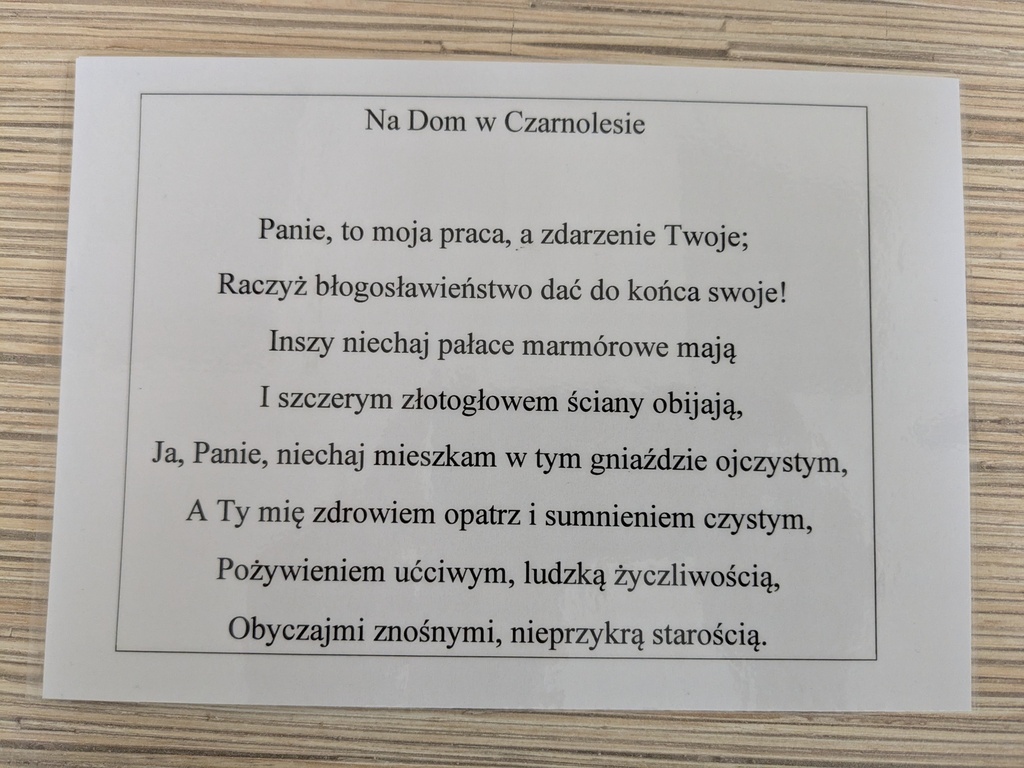 Na Dom w Czarnolesie
Panie, to moja praca, a zdarzenie Twoje;
Raczyż błogosławieństwo dać do końca swoje!
Inszy niechaj pałace marmórowe mają
I szczerym złotogłowem ściany obijają,
Ja, Panie, niechaj mieszkam w tym gniaździe ojczystym,
A Ty mię zdrowiem opatrz i sumnieniem czystym,
Pożywieniem ućciwym, ludzką życzliwością,
Obyczajmi znośnymi, nieprzykrą starością.